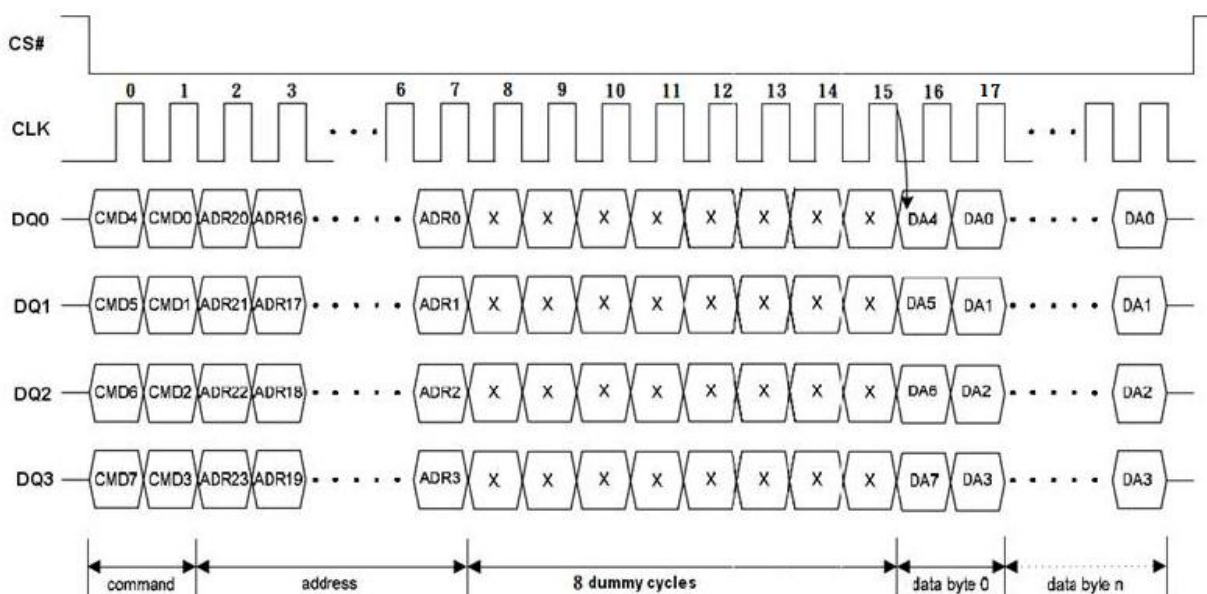 CS#
0 1 2 3 6 7 8 9 10 11 12 13 14 15 16 17
CLK
DQ0 CMD4 CMD0 ADR20 ADR16 ADR0 X X X X X X X X DA4 DA0 DA0
DQ1 CMD5 CMD1 ADR21 ADR17 ADR1 X X X X X X X X DA5 DA1 DA1
DQ2 CMD6 CMD2 ADR22 ADR18 ADR2 X X X X X X X X DA6 DA2 DA2
DQ3 CMD7 CMD3 ADR23 ADR19 ADR3 X X X X X X X X DA7 DA3 DA3
command address 8 dummy cycles data byte 0 data byle n